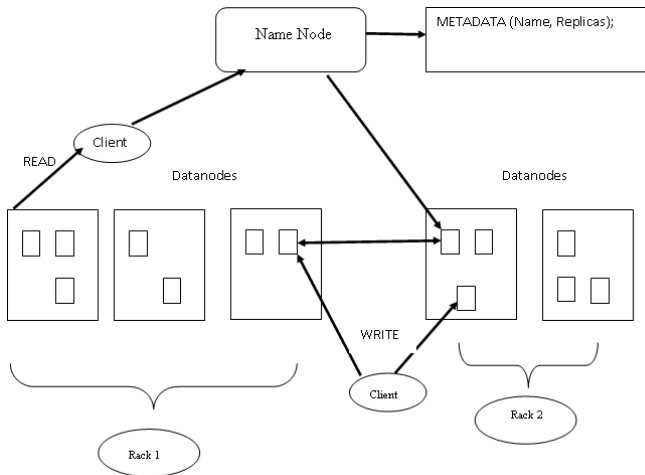 Name Node
METADATA (Name, Replicas);
Client
READ
Datanodes
Datanodes
WRITE
Client
Rack 1
Rack 2